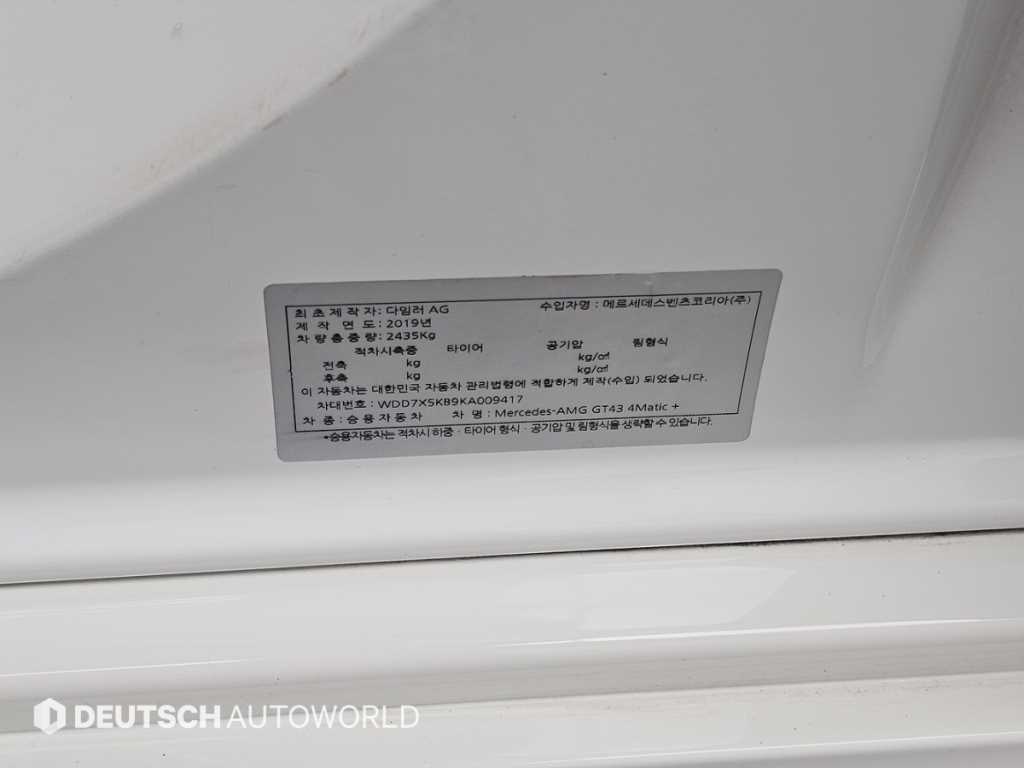 최초제작자: 다임러 AG 수입자명 : 메르세데스벤츠코리아(주)
제 작 연 도 : 2019년
차 량 총 중 량: 2435Kg
적차시축중 타이어 공기압 림형식
전축 kg kg/㎠
후축 kg kg/㎠
이 자동차는 대한민국 자동차 관리법령에 적합하게 제작(수입) 되었습니다.
차대번호: WDD7X5KB9KA009417
차 종 : 승용자동차 차 명 : Mercedes-AMG GT43 4Matic +
*승용자동차는 적차시 하중 · 타이어 형식 · 공기압 및 림형식을 생략할 수 있습니다.
DEUTSCH AUTOWORLD